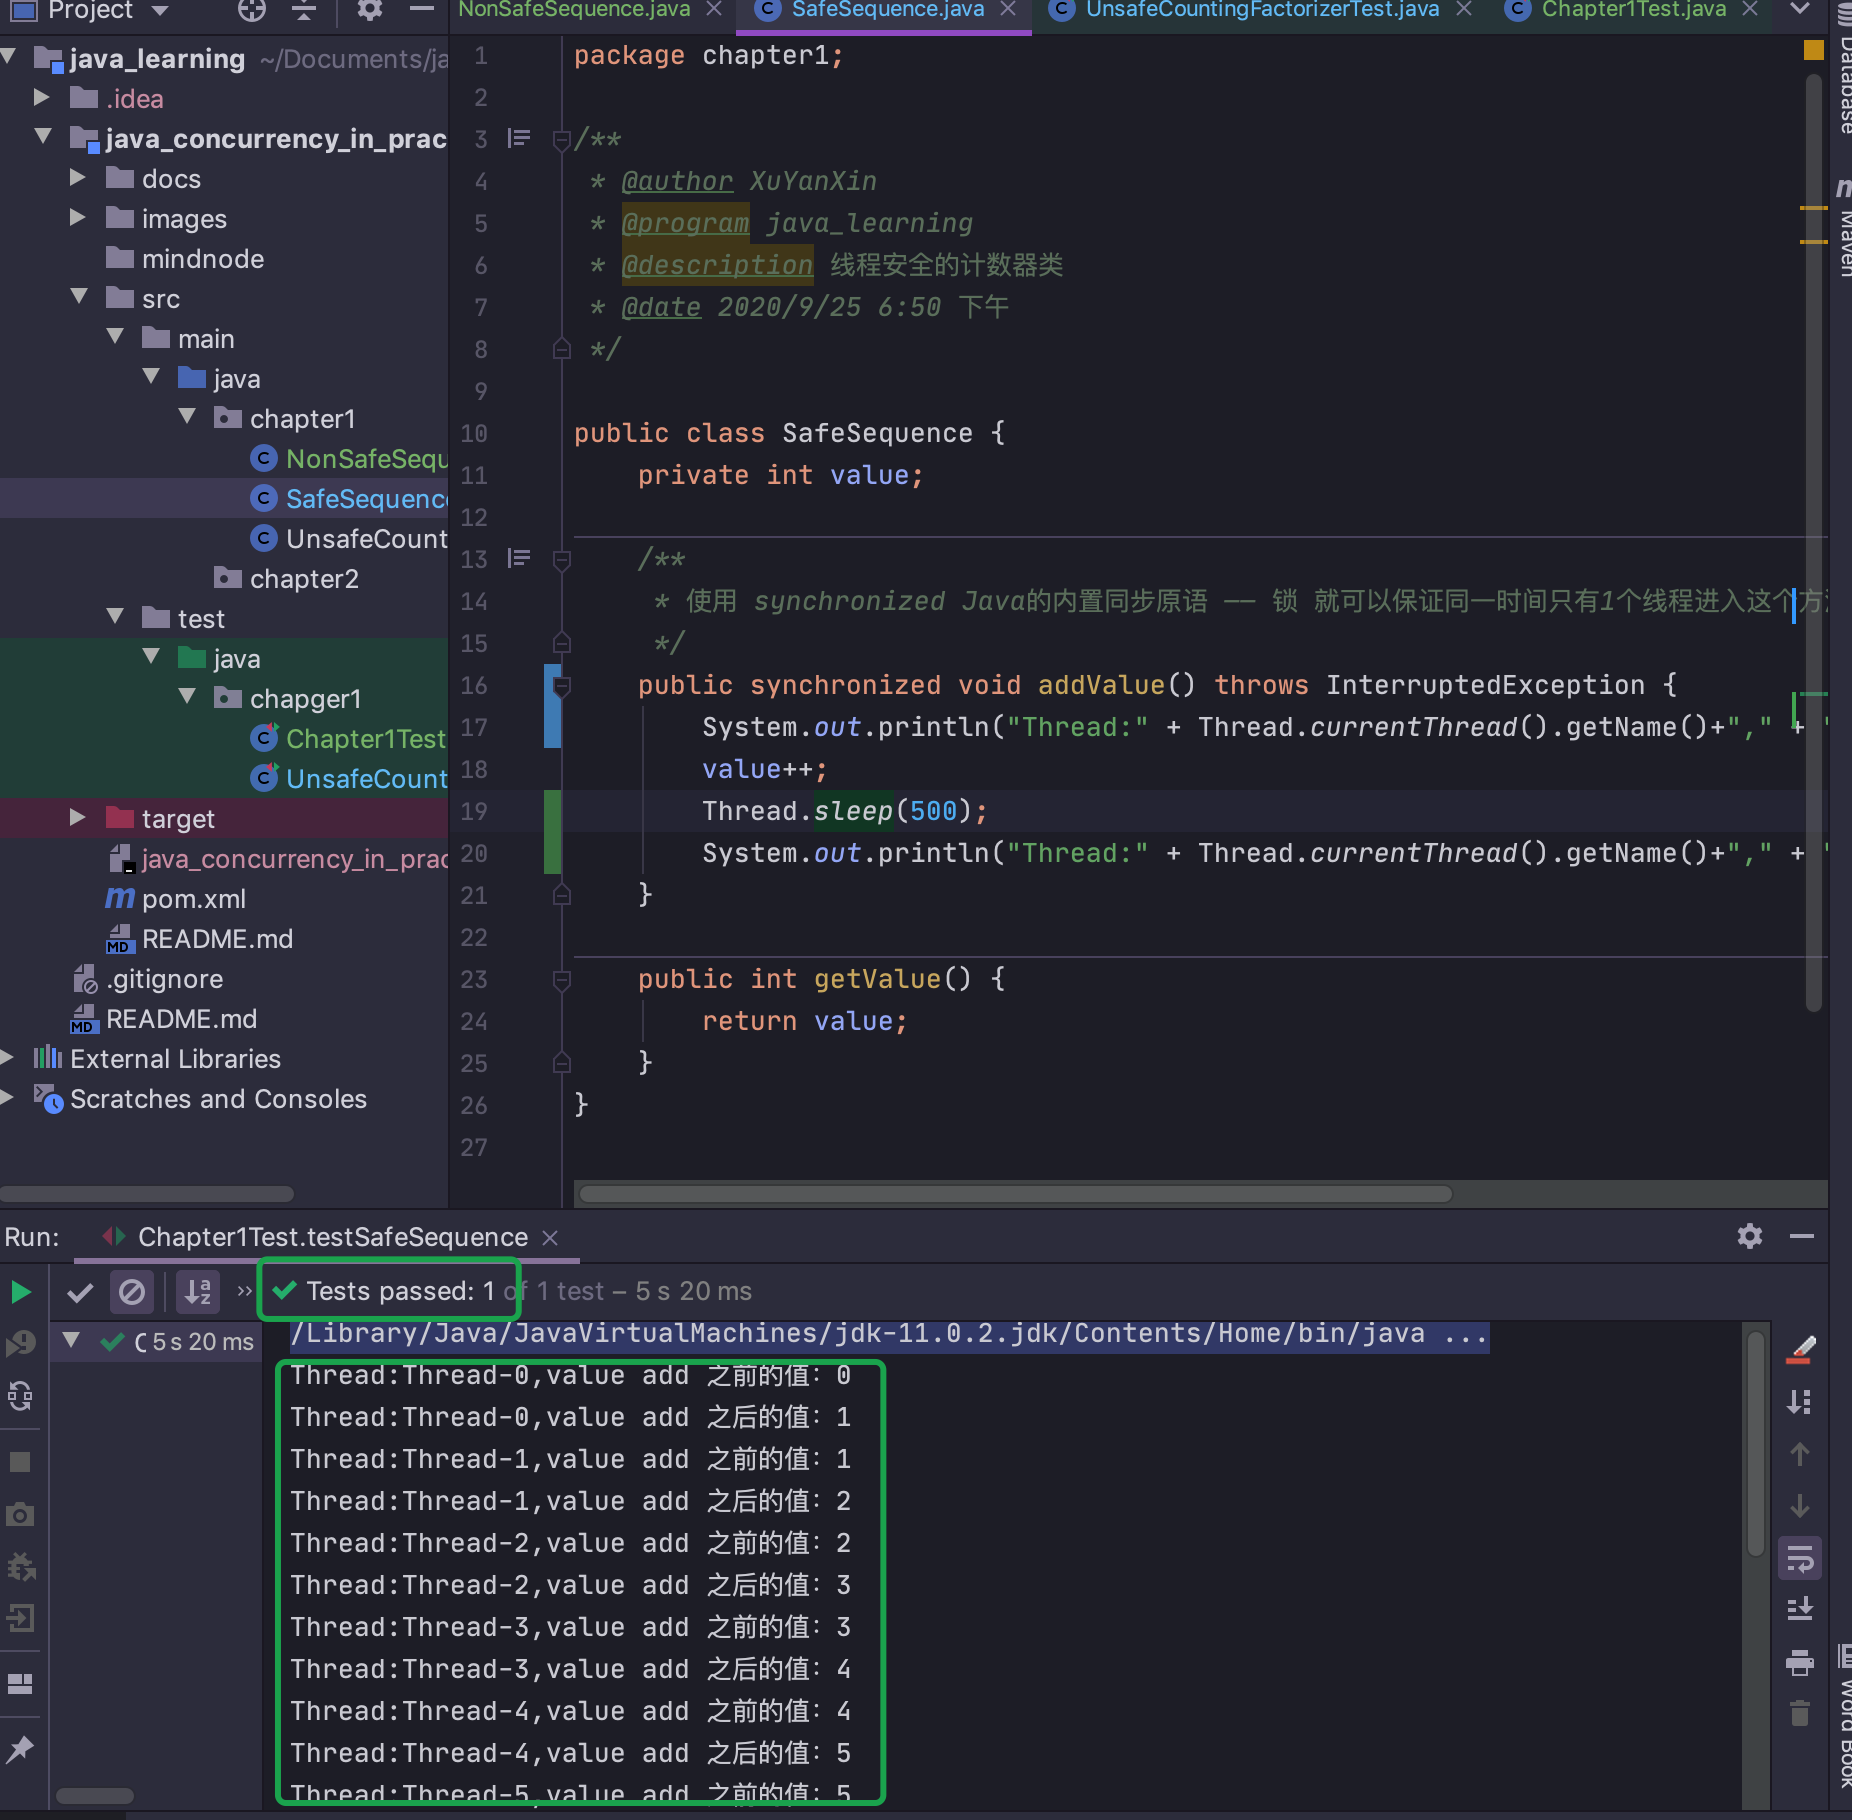 Project
NonSafeSequence.java
SafeSequence.java
UnsafeCountingFactorizerTest.java
Chapter1Test.java
java_learning ~/Documents/ja
.idea
java_concurrency_in_prac
docs
images
mindnode
src
main
java
chapter1
NonSafeSequ
SafeSequence
UnsafeCount
chapter2
test
java
chapger1
Chapter1Test
UnsafeCount
target
java_concurrency_in_prac
pom.xml
README.md
.gitignore
README.md
External Libraries
Scratches and Consoles
1 package chapter1;
2
3 /**
4 * @author XuYanXin
5 * @program java_learning
6 * @description 线程安全的计数器类
7 * @date 2020/9/25 6:50 下午
8 */
9
10 public class SafeSequence {
11 private int value;
12
13 /**
14 * 使用 synchronized Java的内置同步原语 —— 锁 就可以保证同一时间只有1个线程进入这个方
15 */
16 public synchronized void addValue() throws InterruptedException {
17 System.out.println("Thread:" + Thread.currentThread().getName()+"," + "
18 value++;
19 Thread.sleep(500);
20 System.out.println("Thread:" + Thread.currentThread().getName()+"," + "
21 }
22
23 public int getValue() {
24 return value;
25 }
26 }
27
Database
Maven
Word Book
Run: Chapter1Test.testSafeSequence
Tests passed: 1 of 1 test – 5 s 20 ms
5 s 20 ms
/Library/Java/JavaVirtualMachines/jdk-11.0.2.jdk/Contents/Home/bin/java ...
Thread:Thread-0,value add 之前的值：0
Thread:Thread-0,value add 之后的值：1
Thread:Thread-1,value add 之前的值：1
Thread:Thread-1,value add 之后的值：2
Thread:Thread-2,value add 之前的值：2
Thread:Thread-2,value add 之后的值：3
Thread:Thread-3,value add 之前的值：3
Thread:Thread-3,value add 之后的值：4
Thread:Thread-4,value add 之前的值：4
Thread:Thread-4,value add 之后的值：5
Thread:Thread-5,value add 之前的值：5